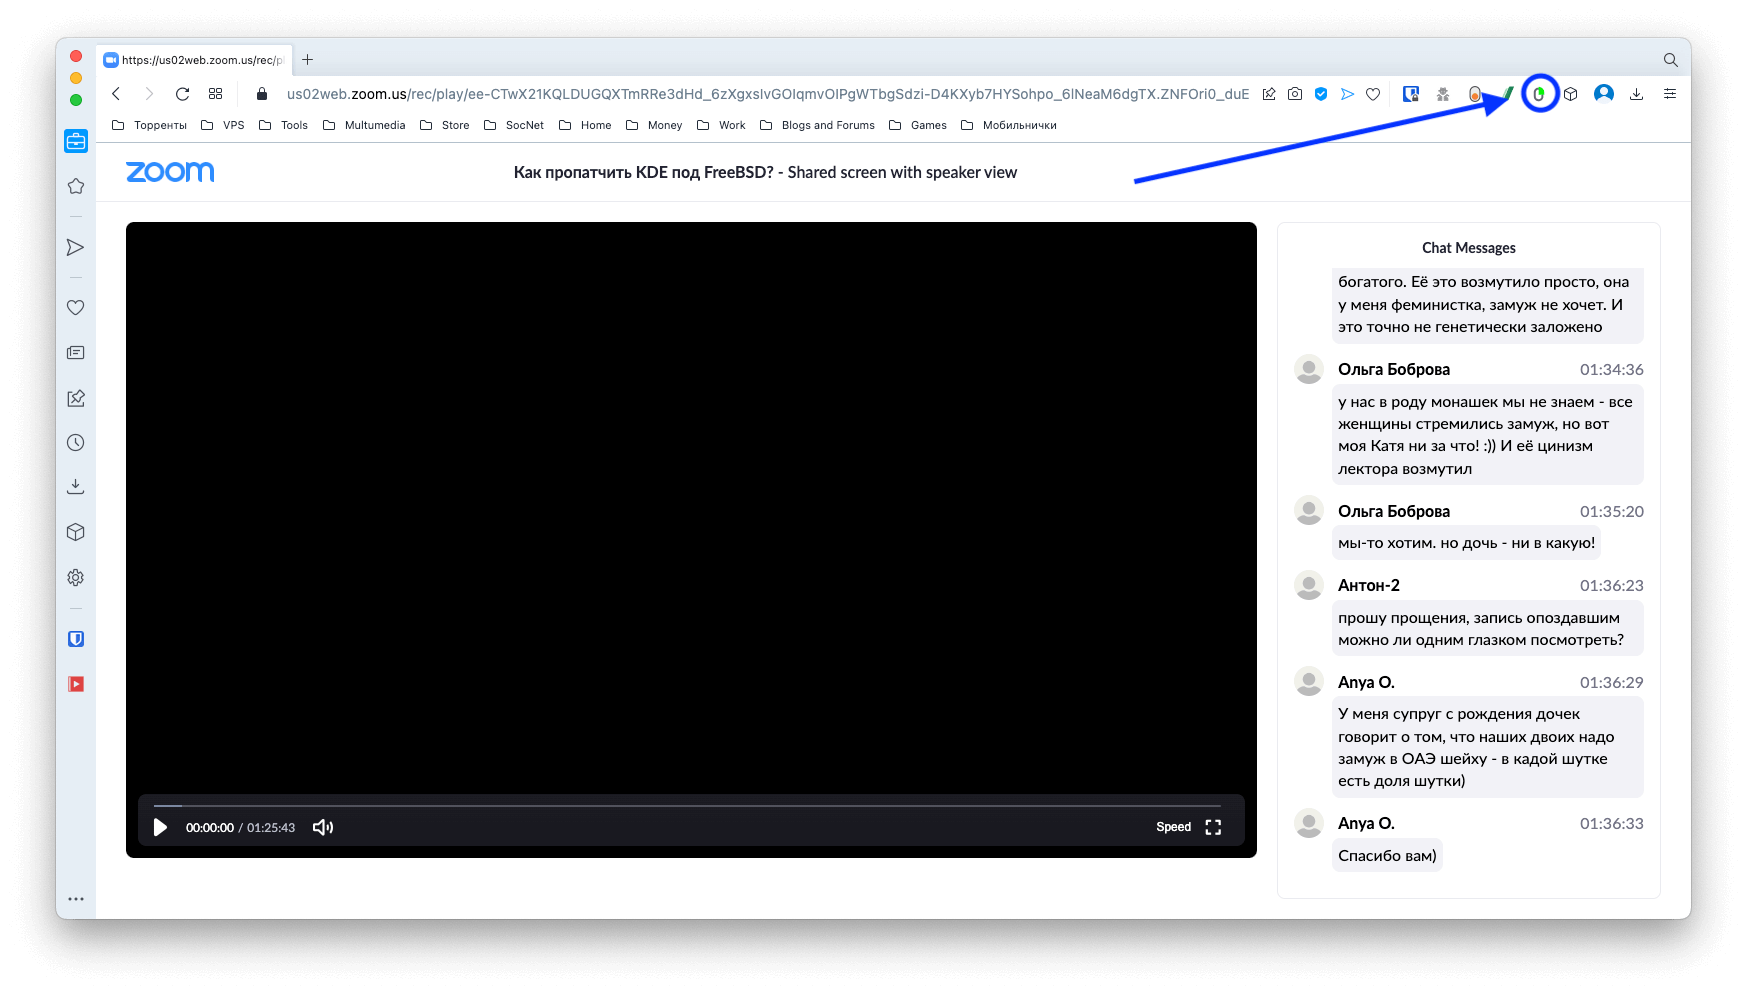 https://us02web.zoom.us/rec/pl
us02web.zoom.us/rec/play/ee-CTwX21KQLDUGQXTmRRe3dHd_6zXgxsIvGOIqmvOIPgWTbgSdzi-D4KXyb7HYSohpo_6lNeaM6dgTX.ZNFOri0_duE
Торренты VPS Tools Multumedia Store SocNet Home Money Work Blogs and Forums Games Мобильнички
zoom
Как пропатчить KDE под FreeBSD? - Shared screen with speaker view
00:00:00 / 01:25:43
Speed
Chat Messages
богатого. Её это возмутило просто, она
у меня феминистка, замуж не хочет. И
это точно не генетически заложено
Ольга Боброва 01:34:36
у нас в роду монашек мы не знаем - все
женщины стремились замуж, но вот
моя Катя ни за что! :)) И её цинизм
лектора возмутил
Ольга Боброва 01:35:20
мы-то хотим. но дочь - ни в какую!
Антон-2 01:36:23
прошу прощения, запись опоздавшим
можно ли одним глазком посмотреть?
Anya O. 01:36:29
У меня супруг с рождения дочек
говорит о том, что наших двоих надо
замуж в ОАЭ шейху - в кадой шутке
есть доля шутки)
Anya O. 01:36:33
Спасибо вам)